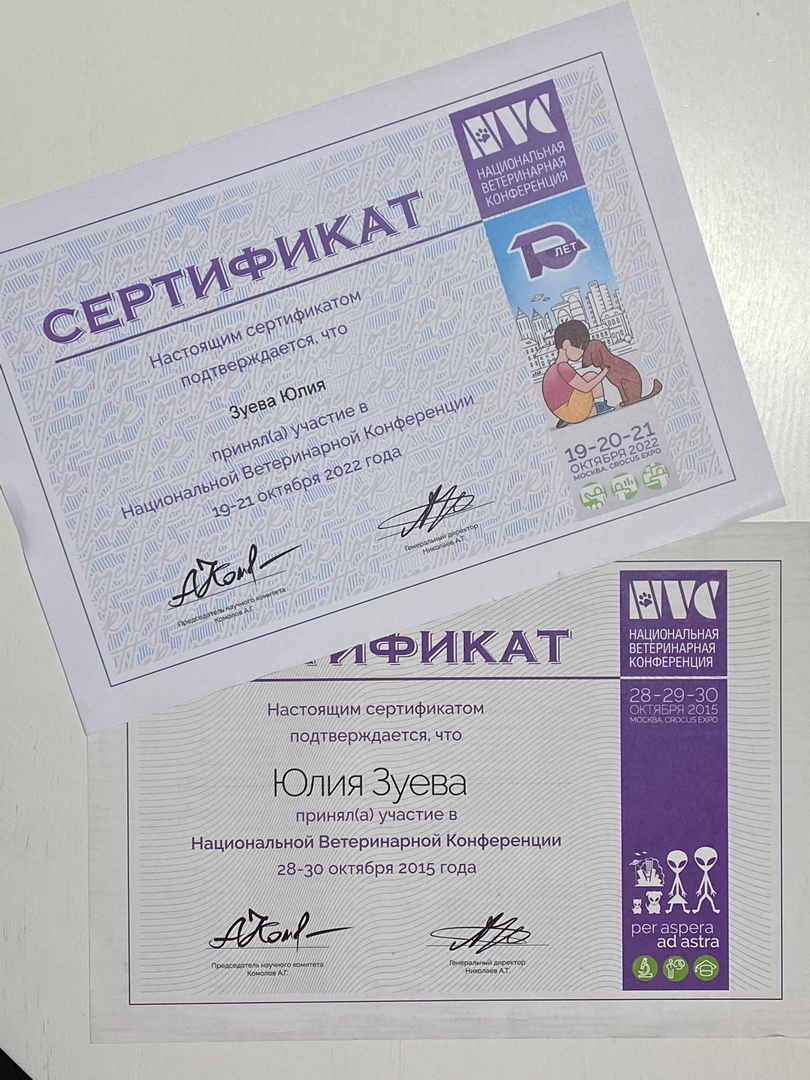 NVC
НАЦИОНАЛЬНАЯ
ВЕТЕРИНАРНАЯ
КОНФЕРЕНЦИЯ
10 ЛЕТ
СЕРТИФИКАТ
Настоящим сертификатом
подтверждается, что
Зуева Юлия
принял(а) участие в
Национальной Ветеринарной Конференции
19-21 октября 2022 года
19-20-21
ОКТЯБРЯ 2022
МОСКВА, CROCUS EXPO
Председатель научного комитета
Комолов А.Г.
Генеральный директор
Николаев А.Т.
NVC
НАЦИОНАЛЬНАЯ
ВЕТЕРИНАРНАЯ
КОНФЕРЕНЦИЯ
ТИФИКАТ
28-29-30
ОКТЯБРЯ 2015
МОСКВА, CROCUS EXPO
Настоящим сертификатом
подтверждается, что
Юлия Зуева
принял(а) участие в
Национальной Ветеринарной Конференции
28-30 октября 2015 года
Председатель научного комитета
Комолов А.Г.
Генеральный директор
Николаев А.Т.
per aspera
ad astra